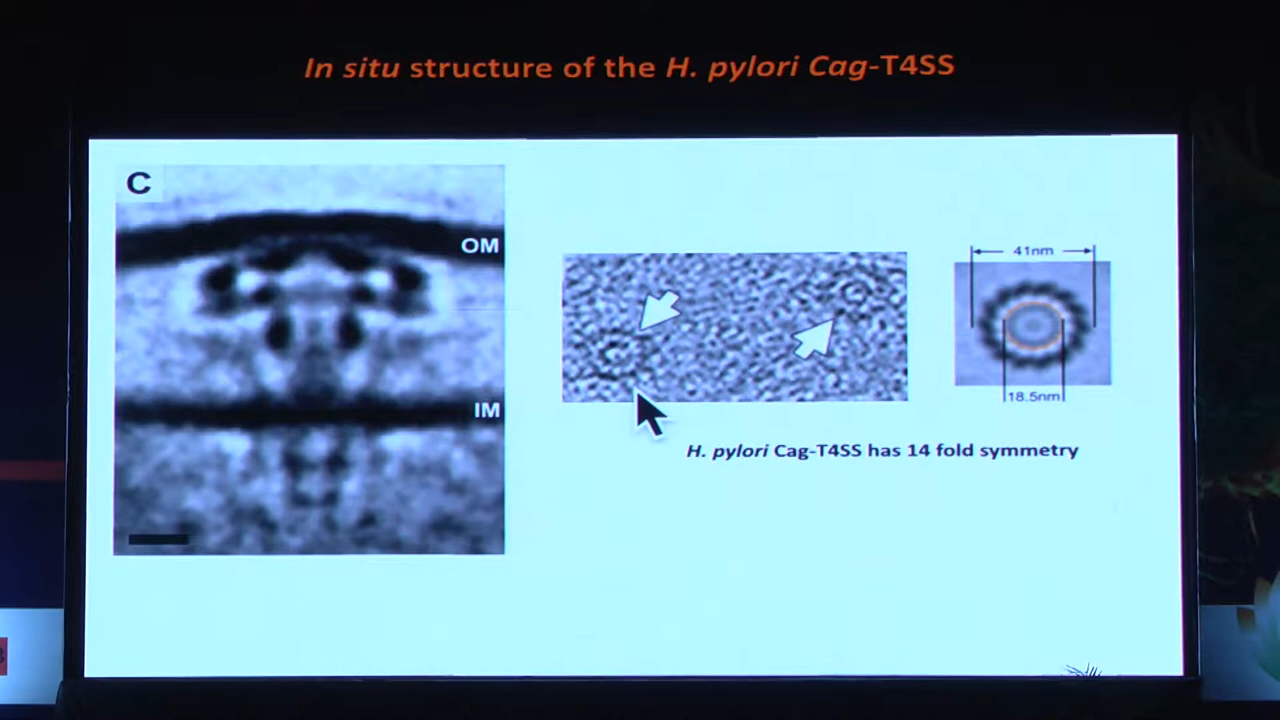 In situ structure of the H. pylori Cag-T4SS
C
OM
IM
41nm
18.5nm
H. pylori Cag-T4SS has 14 fold symmetry